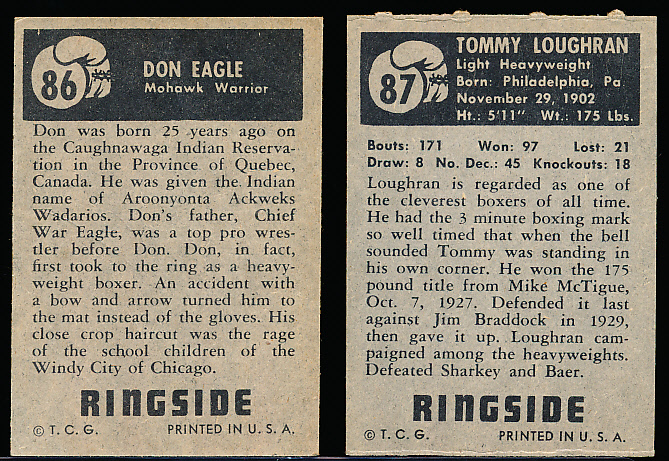 86
DON EAGLE
Mohawk Warrior
Don was born 25 years ago on
the Caughnawaga Indian Reserva-
tion in the Province of Quebec,
Canada. He was given the Indian
name of Aroonyonta Ackweks
Wadarios. Don's father, Chief
War Eagle, was a top pro wres-
tler before Don. Don, in fact,
first took to the ring as a heavy-
weight boxer. An accident with
a bow and arrow turned him to
the mat instead of the gloves. His
close crop haircut was the rage
of the school children of the
Windy City of Chicago.
RINGSIDE
© T. C. G. PRINTED IN U. S. A.
87
TOMMY LOUGHRAN
Light Heavyweight
Born: Philadelphia, Pa.
November 29, 1902
Ht.: 5'11" Wt.: 175 Lbs.
Bouts: 171 Won: 97 Lost: 21
Draw: 8 No. Dec.: 45 Knockouts: 18
Loughran is regarded as one of
the cleverest boxers of all time.
He had the 3 minute boxing mark
so well timed that when the bell
sounded Tommy was standing in
his own corner. He won the 175
pound title from Mike McTigue,
Oct. 7, 1927. Defended it last
against Jim Braddock in 1929,
then gave it up. Loughran cam-
paigned among the heavyweights.
Defeated Sharkey and Baer.
RINGSIDE
© T. C. G. PRINTED IN U. S. A.